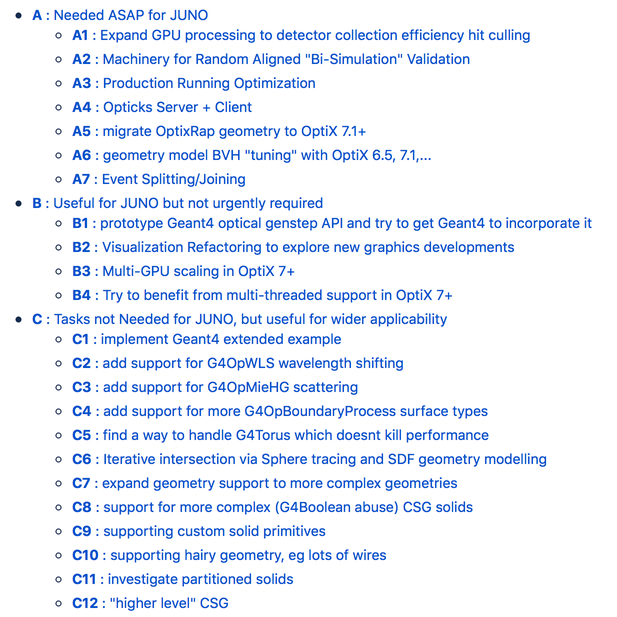 A : Needed ASAP for JUNO
A1 : Expand GPU processing to detector collection efficiency hit culling
A2 : Machinery for Random Aligned "Bi-Simulation" Validation
A3 : Production Running Optimization
A4 : Opticks Server + Client
A5 : migrate OptixRap geometry to OptiX 7.1+
A6 : geometry model BVH "tuning" with OptiX 6.5, 7.1,...
A7 : Event Splitting/Joining
B : Useful for JUNO but not urgently required
B1 : prototype Geant4 optical genstep API and try to get Geant4 to incorporate it
B2 : Visualization Refactoring to explore new graphics developments
B3 : Multi-GPU scaling in OptiX 7+
B4 : Try to benefit from multi-threaded support in OptiX 7+
C : Tasks not Needed for JUNO, but useful for wider applicability
C1 : implement Geant4 extended example
C2 : add support for G4OpWLS wavelength shifting
C3 : add support for G4OpMieHG scattering
C4 : add support for more G4OpBoundaryProcess surface types
C5 : find a way to handle G4Torus which doesnt kill performance
C6 : Iterative intersection via Sphere tracing and SDF geometry modelling
C7 : expand geometry support to more complex geometries
C8 : support for more complex (G4Boolean abuse) CSG solids
C9 : supporting custom solid primitives
C10 : supporting hairy geometry, eg lots of wires
C11 : investigate partitioned solids
C12 : "higher level" CSG